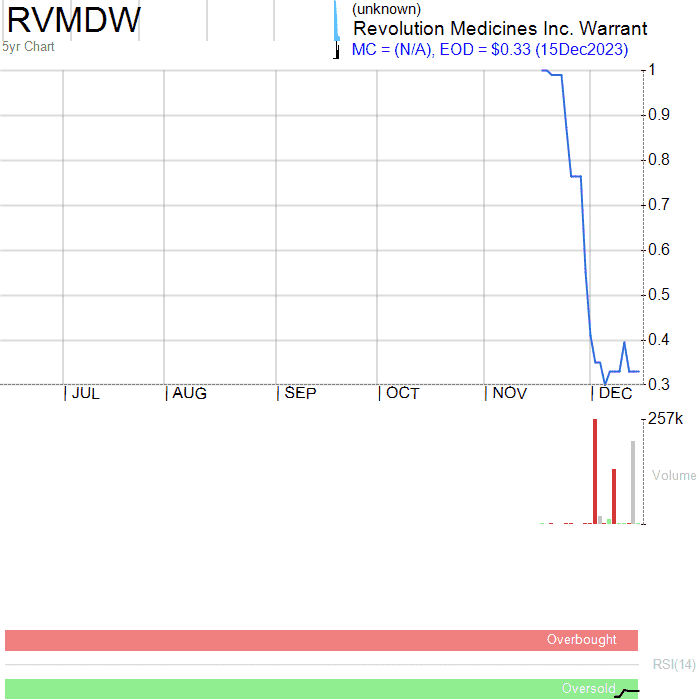 RVMDW
5yr Chart
(unknown)
Revolution Medicines Inc. Warrant
MC = (N/A), EOD = $0.33 (15Dec2023)
1
0.9
0.8
0.7
0.6
0.5
0.4
0.3
| JUL | AUG | SEP | OCT | NOV | DEC
257k
Volume
Overbought
RSI(14)
Oversold